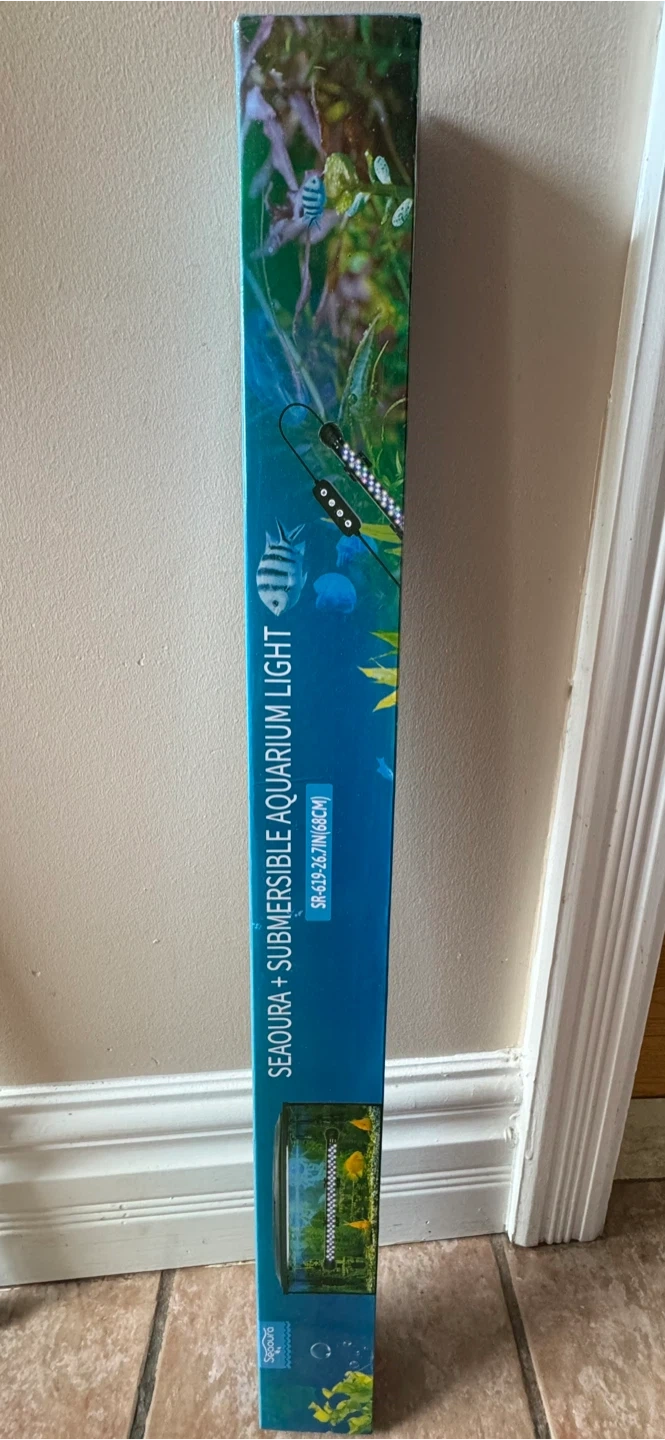 SEAOURA + SUBMERSIBLE AQUARIUM LIGHT
SR-619-26.7IN(68CM)
Seaoura